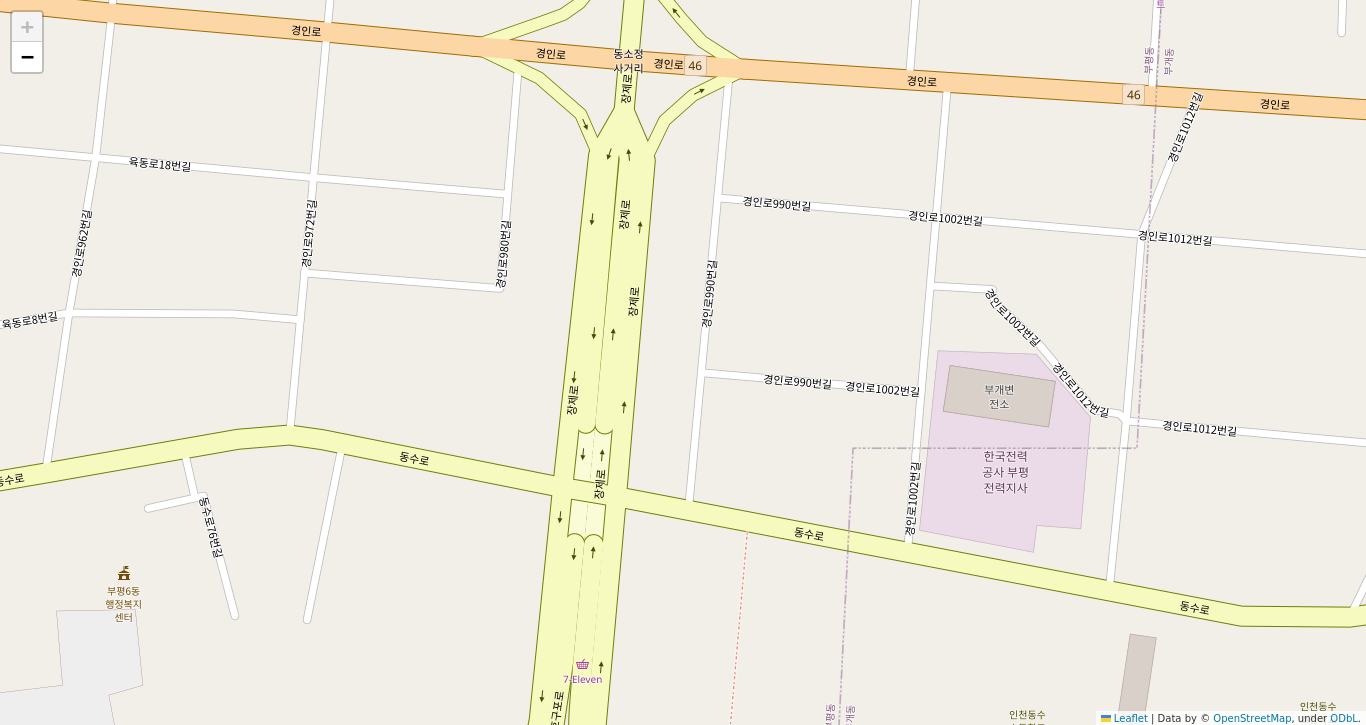 +
−
경인로
경인로
동소정
사거리
경인로
46
장제로
경인로
부평동
부개동
46
경인로
경인로1012번길
육동로18번길
경인로962번길
경인로972번길
경인로980번길
장제로
경인로990번길
경인로1002번길
경인로1012번길
육동로8번길
장제로
경인로990번길
경인로1002번길
경인로990번길
경인로1002번길
경인로1012번길
부개변
전소
장제로
경인로1012번길
동수로
동수로
장제로
경인로1002번길
한국전력
공사 부평
전력지사
동수로76번길
동수로
부평6동
행정복지
센터
동수로
7-Eleven
인천동수
인천동수
Leaflet | Data by © OpenStreetMap, under ODbL.